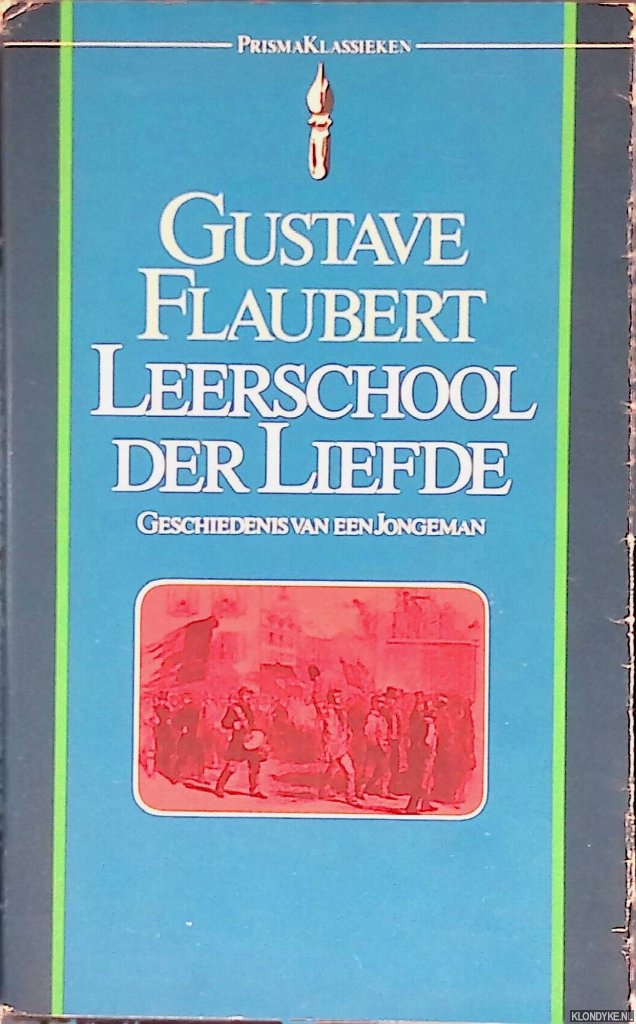 PRISMAKLASSIEKEN
GUSTAVE
FLAUBERT
LEERSCHOOL
DER LIEFDE
GESCHIEDENIS VAN EEN JONGEMAN
KLONDYKE.NL